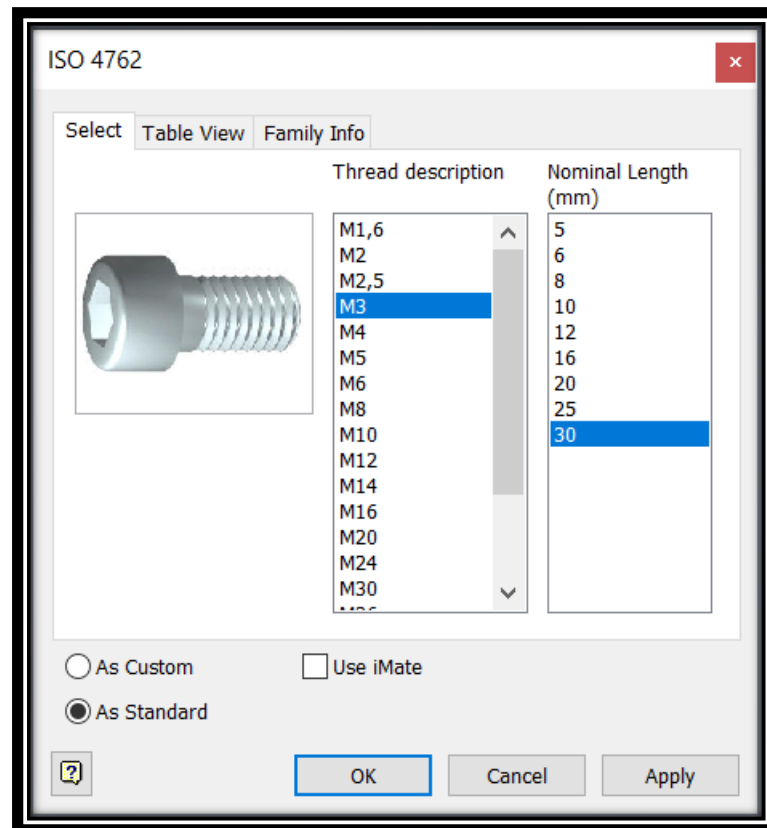 ISO 4762
Select Table View Family Info
Thread description
M1,6
M2
M2,5
M3
M4
M5
M6
M8
M10
M12
M14
M16
M20
M24
M30
Nominal Length
(mm)
5
6
8
10
12
16
20
25
30
As Custom
Use iMate
As Standard
OK Cancel Apply